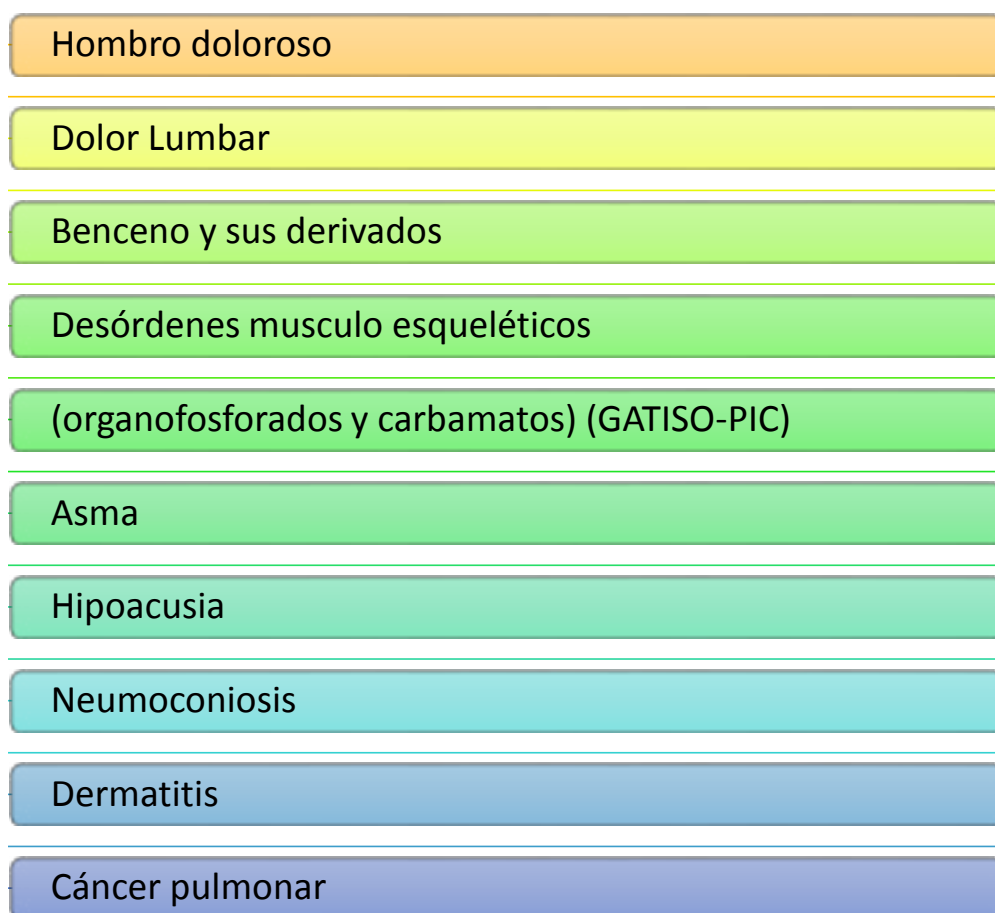 Hombro doloroso
Dolor Lumbar
Benceno y sus derivados
Desórdenes musculo esqueléticos
(organofosforados y carbamatos) (GATISO-PIC)
Asma
Hipoacusia
Neumoconiosis
Dermatitis
Cáncer pulmonar